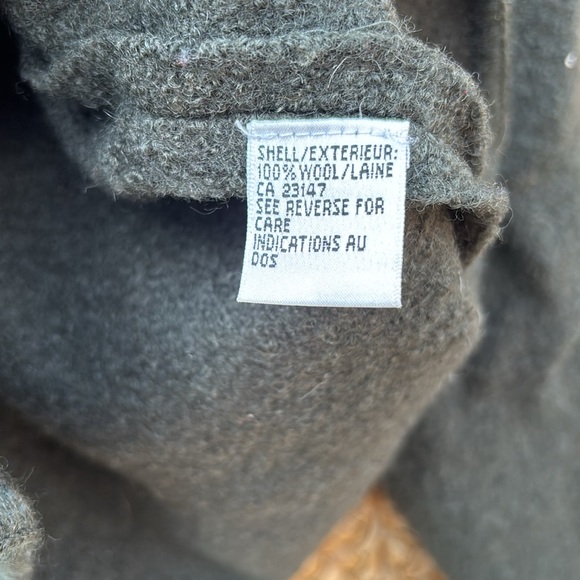 SHELL/EXTERIEUR:
100% WOOL/LAINE
CA 23147
SEE REVERSE FOR
CARE
INDICATIONS AU
DOS